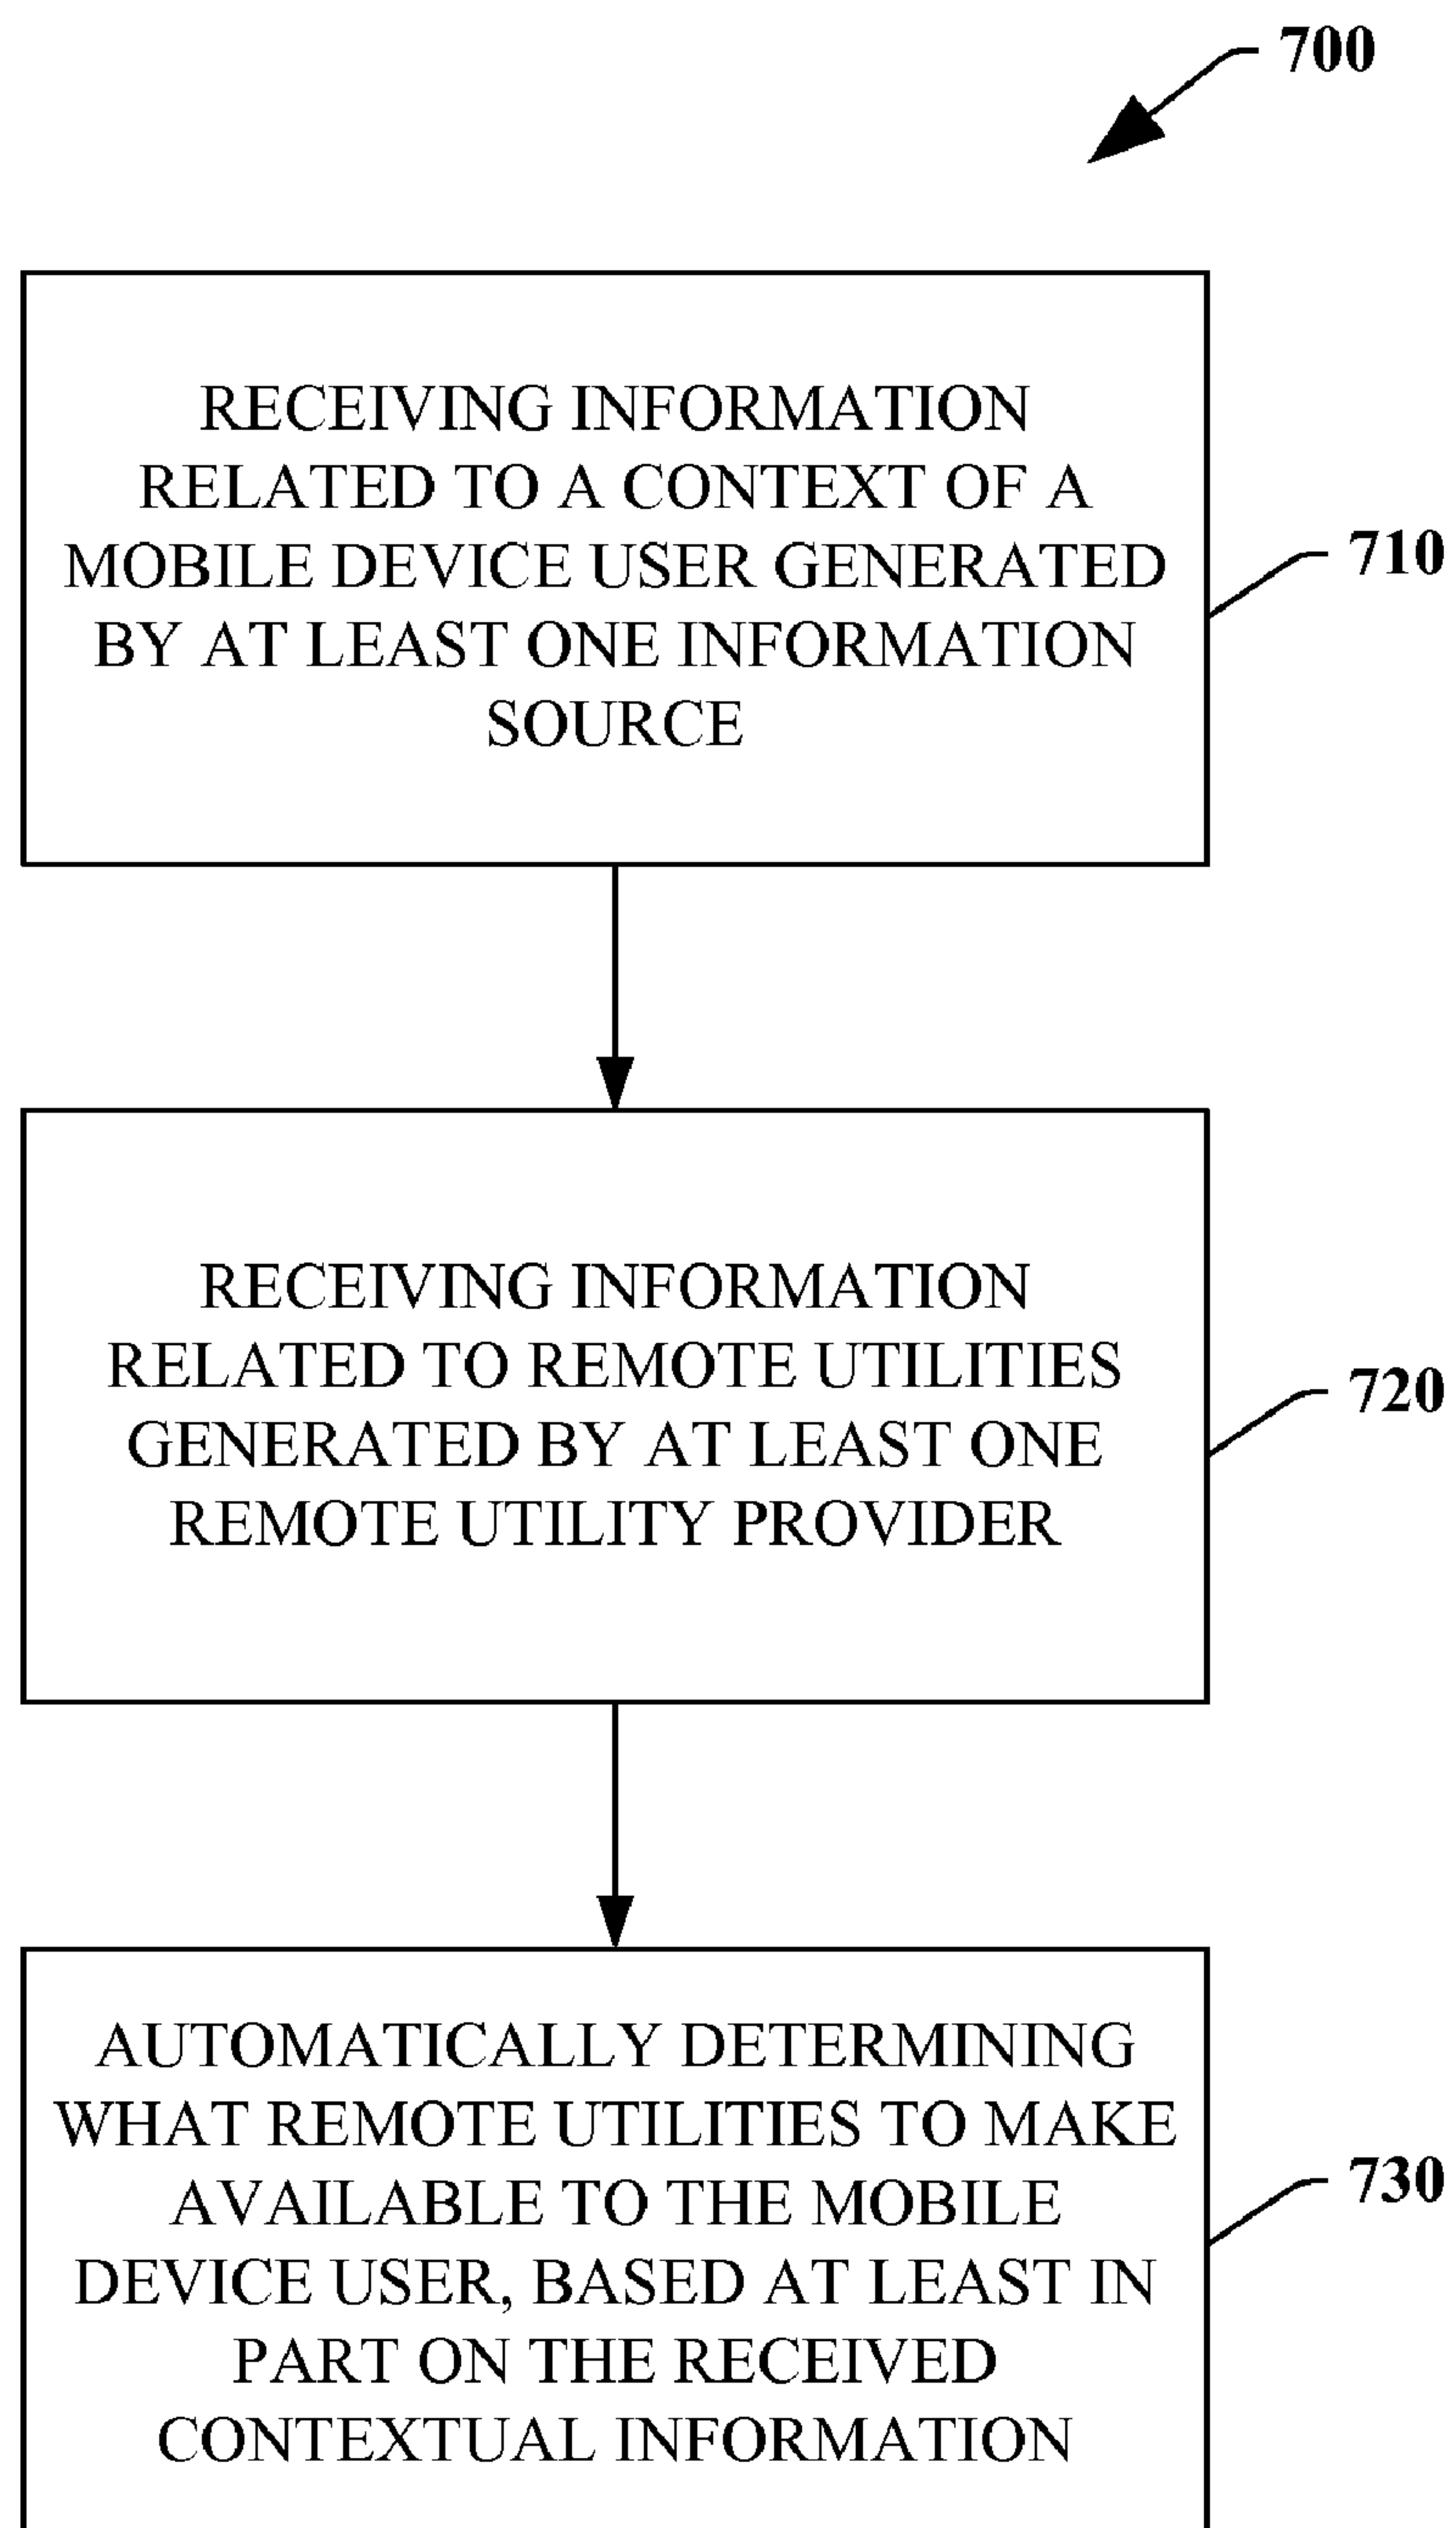 700
RECEIVING INFORMATION
RELATED TO A CONTEXT OF A
MOBILE DEVICE USER GENERATED
BY AT LEAST ONE INFORMATION
SOURCE
710
RECEIVING INFORMATION
RELATED TO REMOTE UTILITIES
GENERATED BY AT LEAST ONE
REMOTE UTILITY PROVIDER
720
AUTOMATICALLY DETERMINING
WHAT REMOTE UTILITIES TO MAKE
AVAILABLE TO THE MOBILE
DEVICE USER, BASED AT LEAST IN
PART ON THE RECEIVED
CONTEXTUAL INFORMATION
730